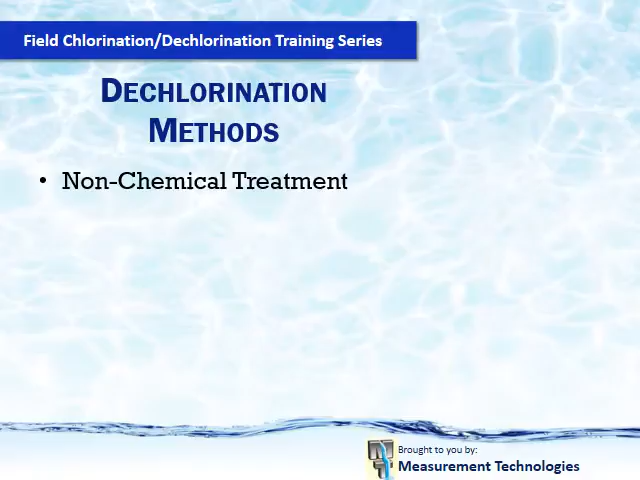 Field Chlorination/Dechlorination Training Series
Dechlorination
Methods
• Non-Chemical Treatment
Brought to you by:
Measurement Technologies